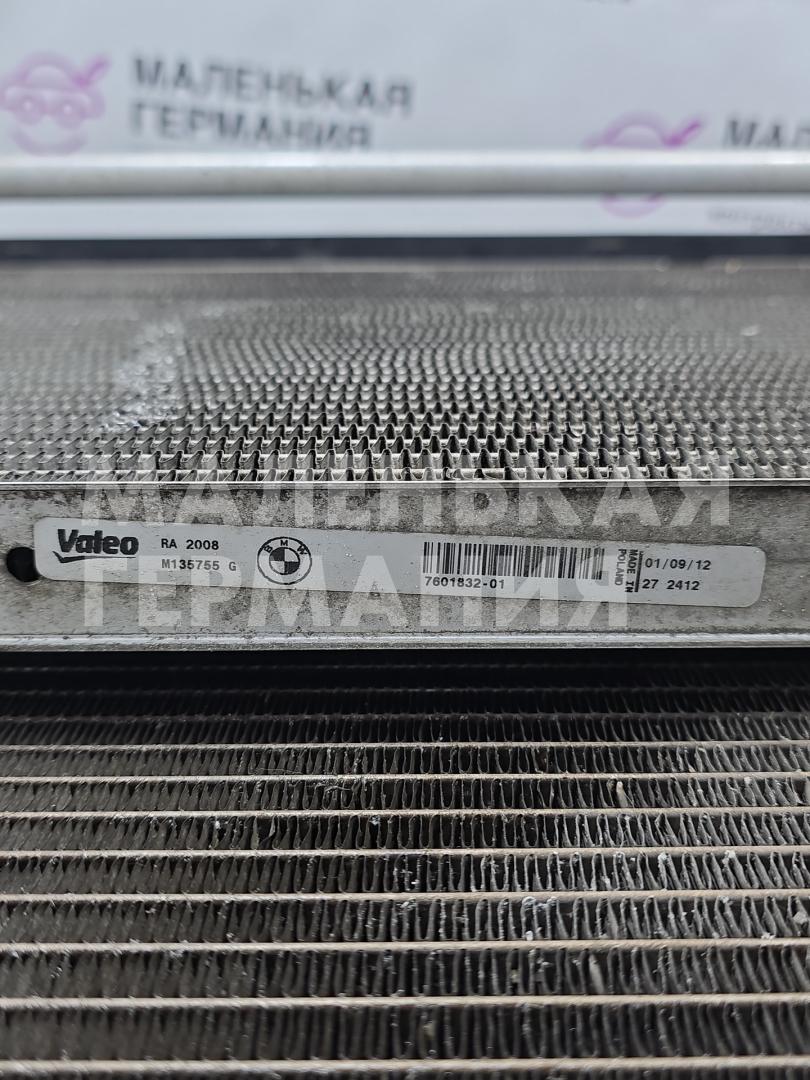 МАЛЕНЬКАЯ
ГЕРМАНИЯ
МАЛЕНЬКАЯ
ГЕРМАНИЯ
Valeo
RA 2008
M135755 G
BMW
7601832-01
MADE IN
POLAND
01/09/12
27 2412